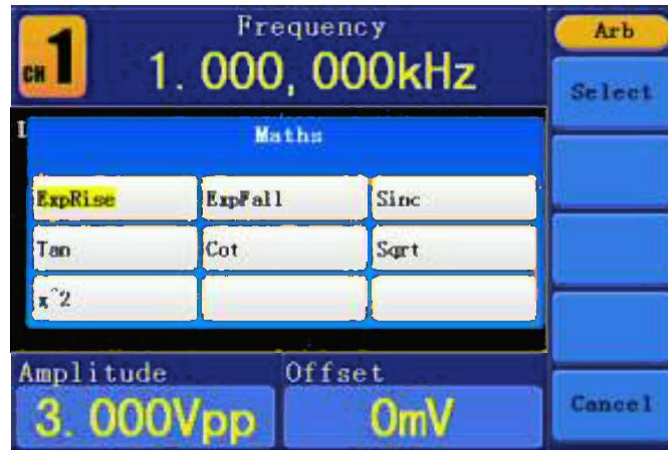 CH 1
Frequency
1.000,000kHz
Arb
Select
Maths
ExpRise ExpFall Sinc
Tan Cot Sqrt
x^2
Amplitude Offset
3.000Vpp 0mV
Cancel